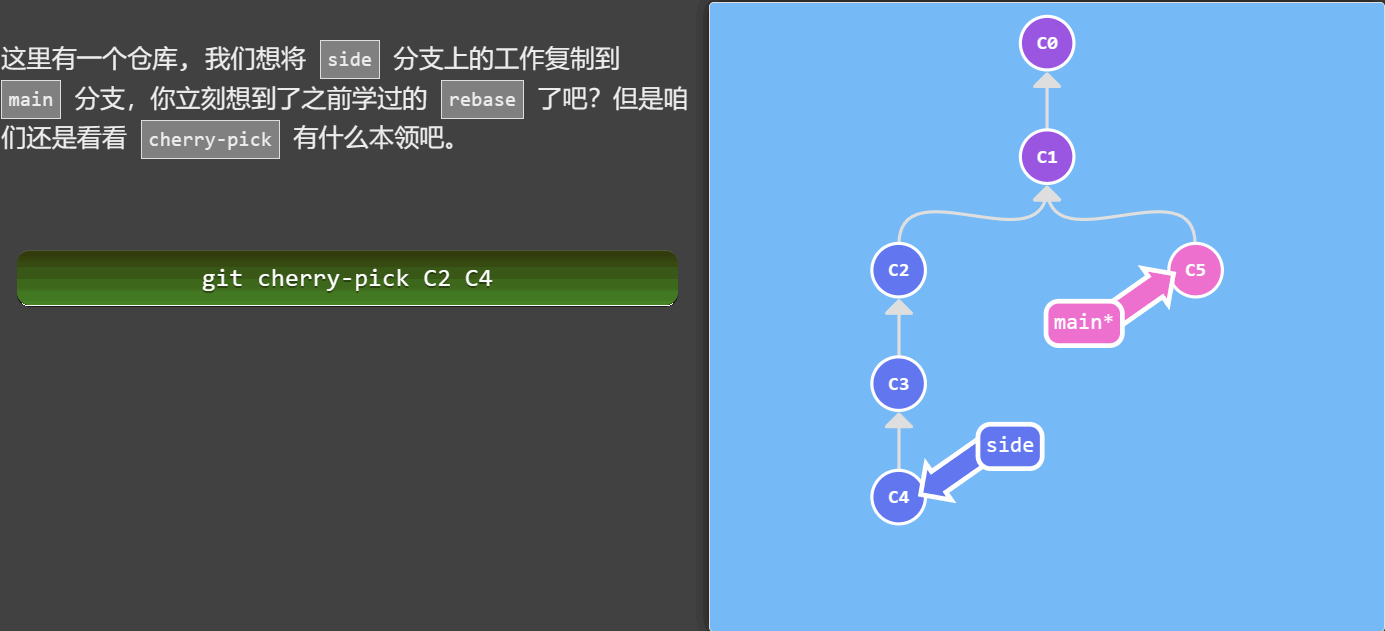 这里有一个仓库，我们想将 side 分支上的工作复制到
main 分支，你立刻想到了之前学过的 rebase 了吧？但是咱
们还是看看 cherry-pick 有什么本领吧。
git cherry-pick C2 C4
C0
C1
C2
C5
main*
C3
side
C4